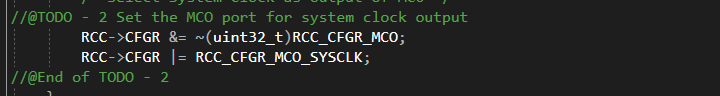 //@TODO - 2 Set the MCO port for system clock output
RCC->CFGR &= ~(uint32_t)RCC_CFGR_MCO;
RCC->CFGR |= RCC_CFGR_MCO_SYSCLK;
//@End of TODO - 2